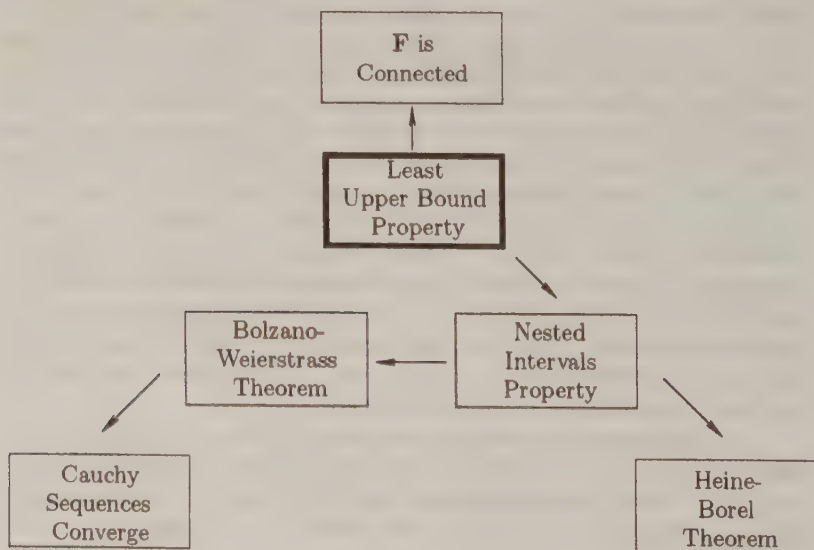 F is
Connected
Least
Upper Bound
Property
Bolzano-
Weierstrass
Theorem
Nested
Intervals
Property
Cauchy
Sequences
Converge
Heine-
Borel
Theorem